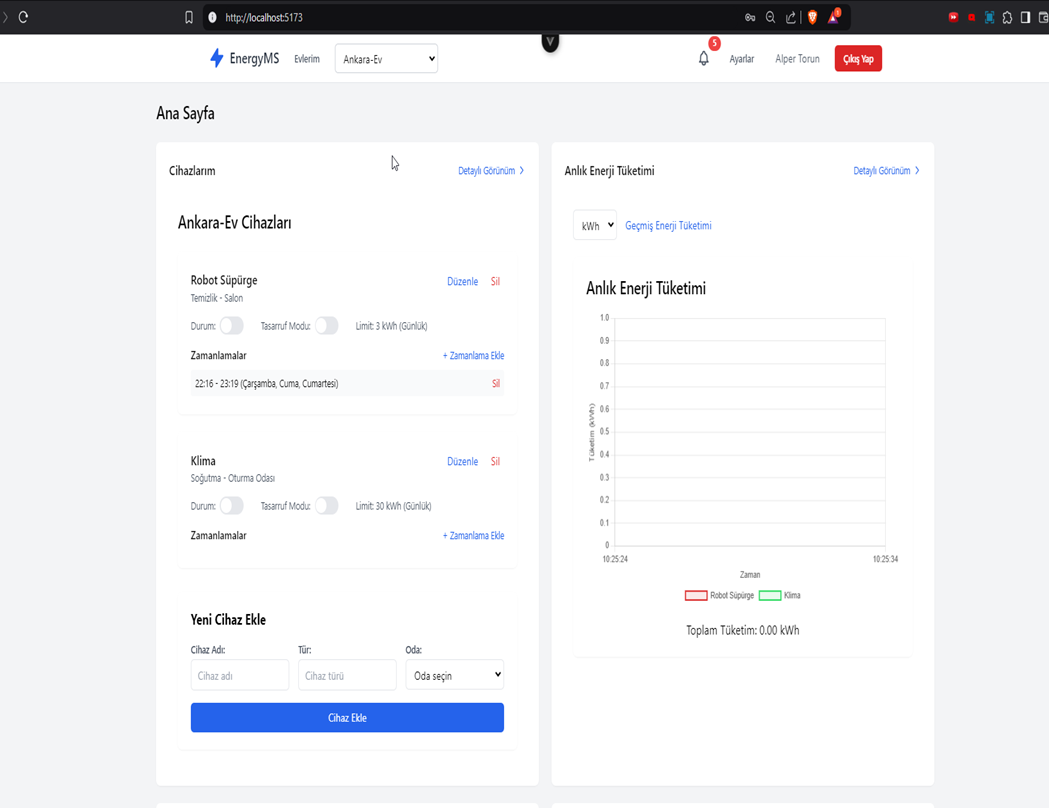 http://localhost:5173
1
EnergyMS
Evlerim
Ankara-Ev
5
Ayarlar
Alper Torun
Çıkış Yap
Ana Sayfa
Cihazlarım
Detaylı Görünüm
Ankara-Ev Cihazları
Robot Süpürge
Düzenle
Sil
Temizlik - Salon
Durum:
Tasarruf Modu:
Limit: 3 kWh (Günlük)
Zamanlamalar
+ Zamanlama Ekle
22:16 - 23:19 (Çarşamba, Cuma, Cumartesi)
Sil
Klima
Düzenle
Sil
Soğutma - Oturma Odası
Durum:
Tasarruf Modu:
Limit: 30 kWh (Günlük)
Zamanlamalar
+ Zamanlama Ekle
Yeni Cihaz Ekle
Cihaz Adı:
Tür:
Oda:
Cihaz adı
Cihaz türü
Oda seçin
Cihaz Ekle
Anlık Enerji Tüketimi
Detaylı Görünüm
kWh
Geçmiş Enerji Tüketimi
Anlık Enerji Tüketimi
1.0
0.9
0.8
0.7
0.6
0.5
0.4
0.3
0.2
0.1
0
Tüketim (kWh)
10:25:24
10:25:34
Zaman
Robot Süpürge
Klima
Toplam Tüketim: 0.00 kWh